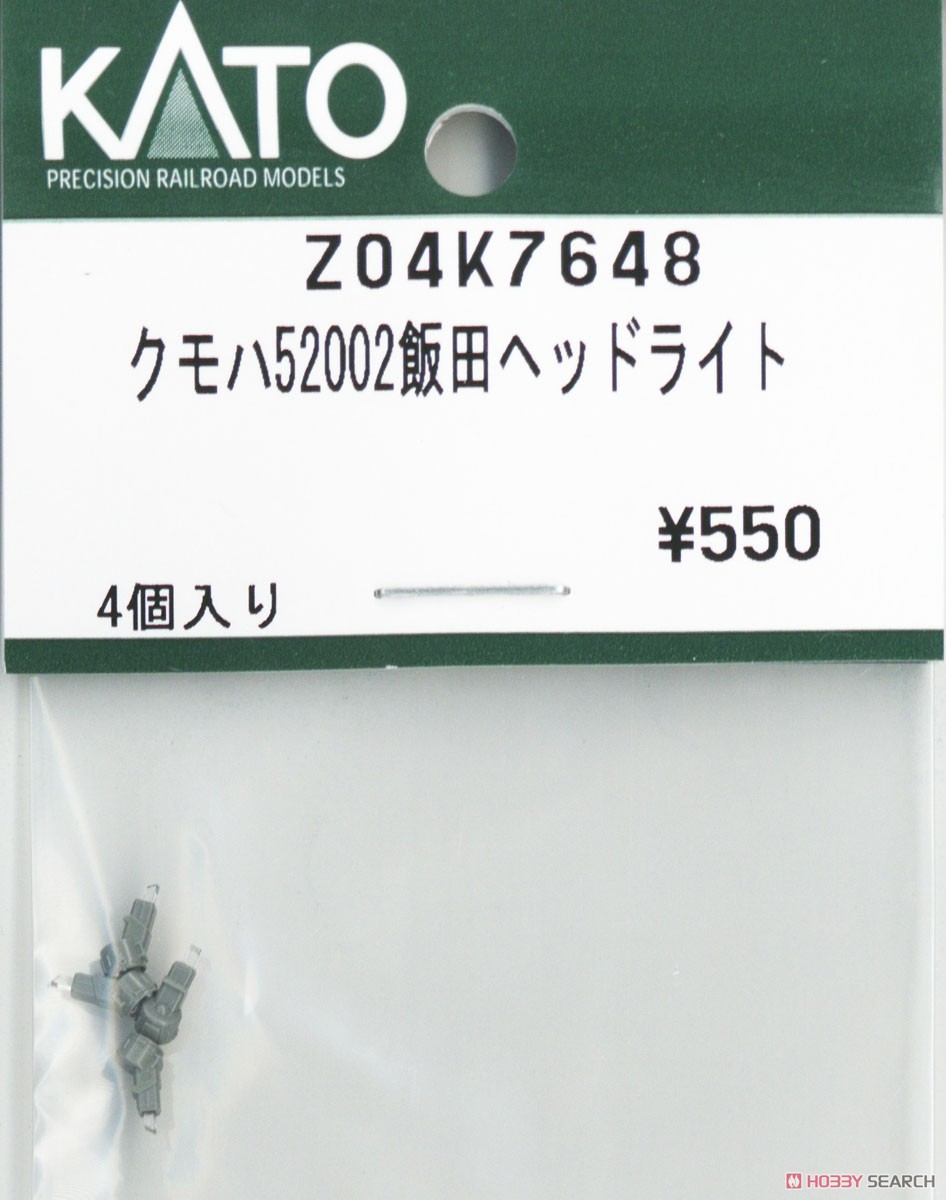 KATO
PRECISION RAILROAD MODELS
Z04K7648
クモハ52002飯田ヘッドライト
¥550
4個入り
HOBBY SEARCH